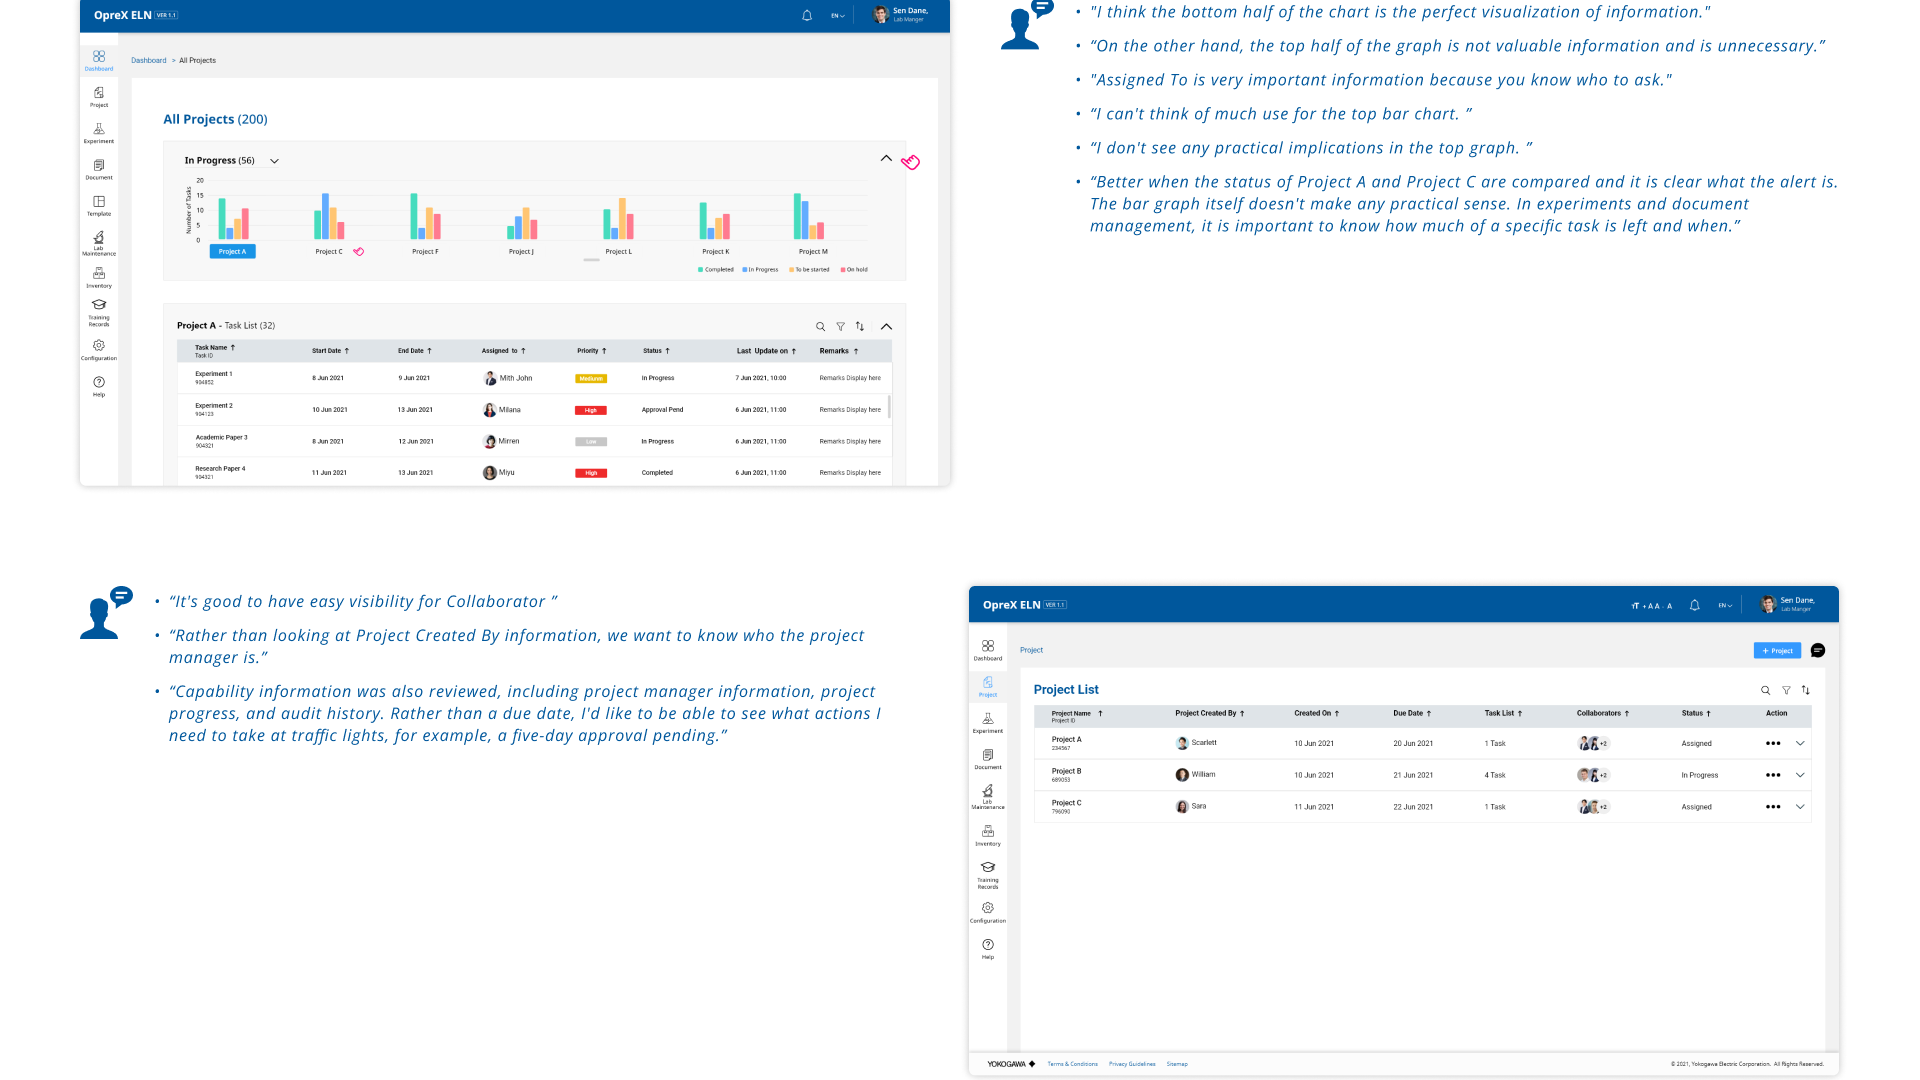 OpreX ELN VER 1.1
EN
Sen Dane,
Lab Manger
Dashboard
Project
Experiment
Document
Template
Lab
Maintenance
Inventory
Training
Records
Configuration
Help
Dashboard > All Projects
All Projects (200)
In Progress (56)
Number of Tasks
20
15
10
5
0
Project A
Project C
Project F
Project J
Project L
Project K
Project M
Completed In Progress To be started On hold
Project A - Task List (32)
Task Name Start Date End Date Assigned to Priority Status Last Update on Remarks
Task ID
Experiment 1 8 Jun 2021 9 Jun 2021 Mith John Medium In Progress 7 Jun 2021, 10:00 Remarks Display here
904852
Experiment 2 10 Jun 2021 13 Jun 2021 Milana High Approval Pend 6 Jun 2021, 11:00 Remarks Display here
904123
Academic Paper 3 8 Jun 2021 12 Jun 2021 Mirren Low In Progress 6 Jun 2021, 11:00 Remarks Display here
904321
Research Paper 4 11 Jun 2021 13 Jun 2021 Miyu High Completed 6 Jun 2021, 11:00 Remarks Display here
904321
• "I think the bottom half of the chart is the perfect visualization of information."
• “On the other hand, the top half of the graph is not valuable information and is unnecessary.”
• "Assigned To is very important information because you know who to ask."
• “I can't think of much use for the top bar chart. ”
• “I don't see any practical implications in the top graph. ”
• “Better when the status of Project A and Project C are compared and it is clear what the alert is.
The bar graph itself doesn't make any practical sense. In experiments and document
management, it is important to know how much of a specific task is left and when.”
• “It's good to have easy visibility for Collaborator ”
• “Rather than looking at Project Created By information, we want to know who the project
manager is.”
• “Capability information was also reviewed, including project manager information, project
progress, and audit history. Rather than a due date, I'd like to be able to see what actions I
need to take at traffic lights, for example, a five-day approval pending.”
OpreX ELN VER 1.1
TT + A A - A
EN
Sen Dane,
Lab Manger
Dashboard
Project
Experiment
Document
Lab
Maintanance
Inventory
Training
Records
Configuration
Help
Project
+ Project
Project List
Project Name Project Created By Created On Due Date Task List Collaborators Status Action
Project ID
Project A Scarlett 10 Jun 2021 20 Jun 2021 1 Task +2 Assigned
234567
Project B William 10 Jun 2021 21 Jun 2021 4 Task +2 In Progress
689053
Project C Sara 11 Jun 2021 22 Jun 2021 1 Task +2 Assigned
796090
YOKOGAWA Terms & Conditions Privacy Guidelines Sitemap
© 2021, Yokogawa Electric Corporation. All Rights Reserved.